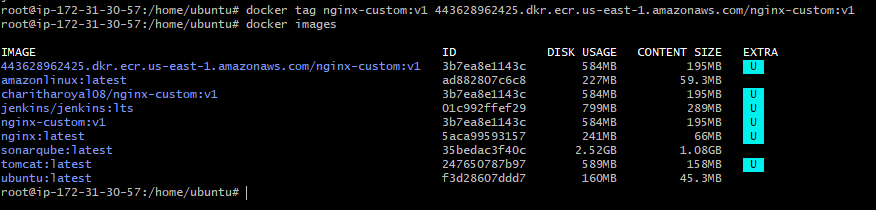 root@ip-172-31-30-57:/home/ubuntu# docker tag nginx-custom:v1 443628962425.dkr.ecr.us-east-1.amazonaws.com/nginx-custom:v1
root@ip-172-31-30-57:/home/ubuntu# docker images
IMAGE ID DISK USAGE CONTENT SIZE EXTRA
443628962425.dkr.ecr.us-east-1.amazonaws.com/nginx-custom:v1 3b7ea8e1143c 584MB 195MB U
amazonlinux:latest ad882807c6c8 227MB 59.3MB
charitharoyal08/nginx-custom:v1 3b7ea8e1143c 584MB 195MB U
jenkins/jenkins:lts 01c992ffef29 799MB 289MB U
nginx-custom:v1 3b7ea8e1143c 584MB 195MB U
nginx:latest 5aca99593157 241MB 66MB U
sonarqube:latest 35bedac3f40c 2.52GB 1.08GB
tomcat:latest 247650787b97 589MB 158MB U
ubuntu:latest f3d28607ddd7 160MB 45.3MB
root@ip-172-31-30-57:/home/ubuntu#